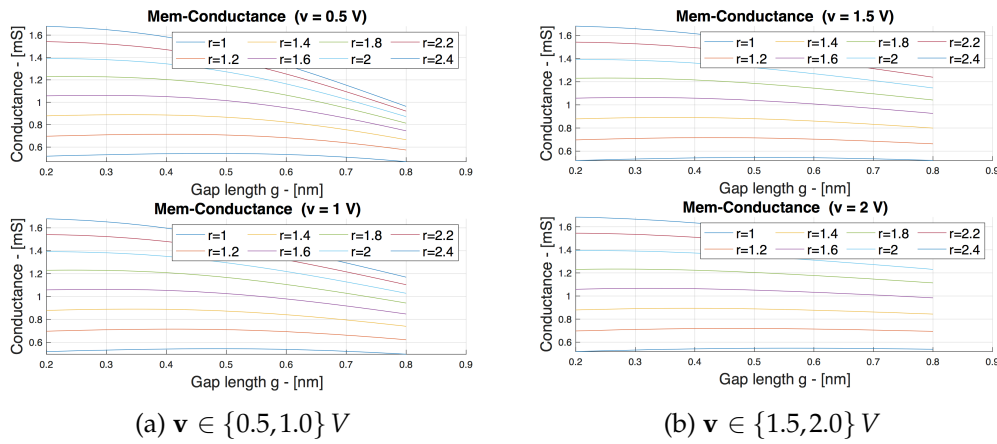 Mem-Conductance (v = 0.5 V)
Conductance - [mS]
1.6
1.4
1.2
1
0.8
0.6
r=1 r=1.4 r=1.8 r=2.2
r=1.2 r=1.6 r=2 r=2.4
0.2 0.3 0.4 0.5 0.6 0.7 0.8 0.9
Gap length g - [nm]
Mem-Conductance (v = 1 V)
Conductance - [mS]
1.6
1.4
1.2
1
0.8
0.6
r=1 r=1.4 r=1.8 r=2.2
r=1.2 r=1.6 r=2 r=2.4
0.2 0.3 0.4 0.5 0.6 0.7 0.8 0.9
Gap length g - [nm]
(a) v ∈ {0.5, 1.0} V
Mem-Conductance (v = 1.5 V)
Conductance - [mS]
1.6
1.4
1.2
1
0.8
0.6
r=1 r=1.4 r=1.8 r=2.2
r=1.2 r=1.6 r=2 r=2.4
0.2 0.3 0.4 0.5 0.6 0.7 0.8 0.9
Gap length g - [nm]
Mem-Conductance (v = 2 V)
Conductance - [mS]
1.6
1.4
1.2
1
0.8
0.6
r=1 r=1.4 r=1.8 r=2.2
r=1.2 r=1.6 r=2 r=2.4
0.2 0.3 0.4 0.5 0.6 0.7 0.8 0.9
Gap length g - [nm]
(b) v ∈ {1.5, 2.0} V